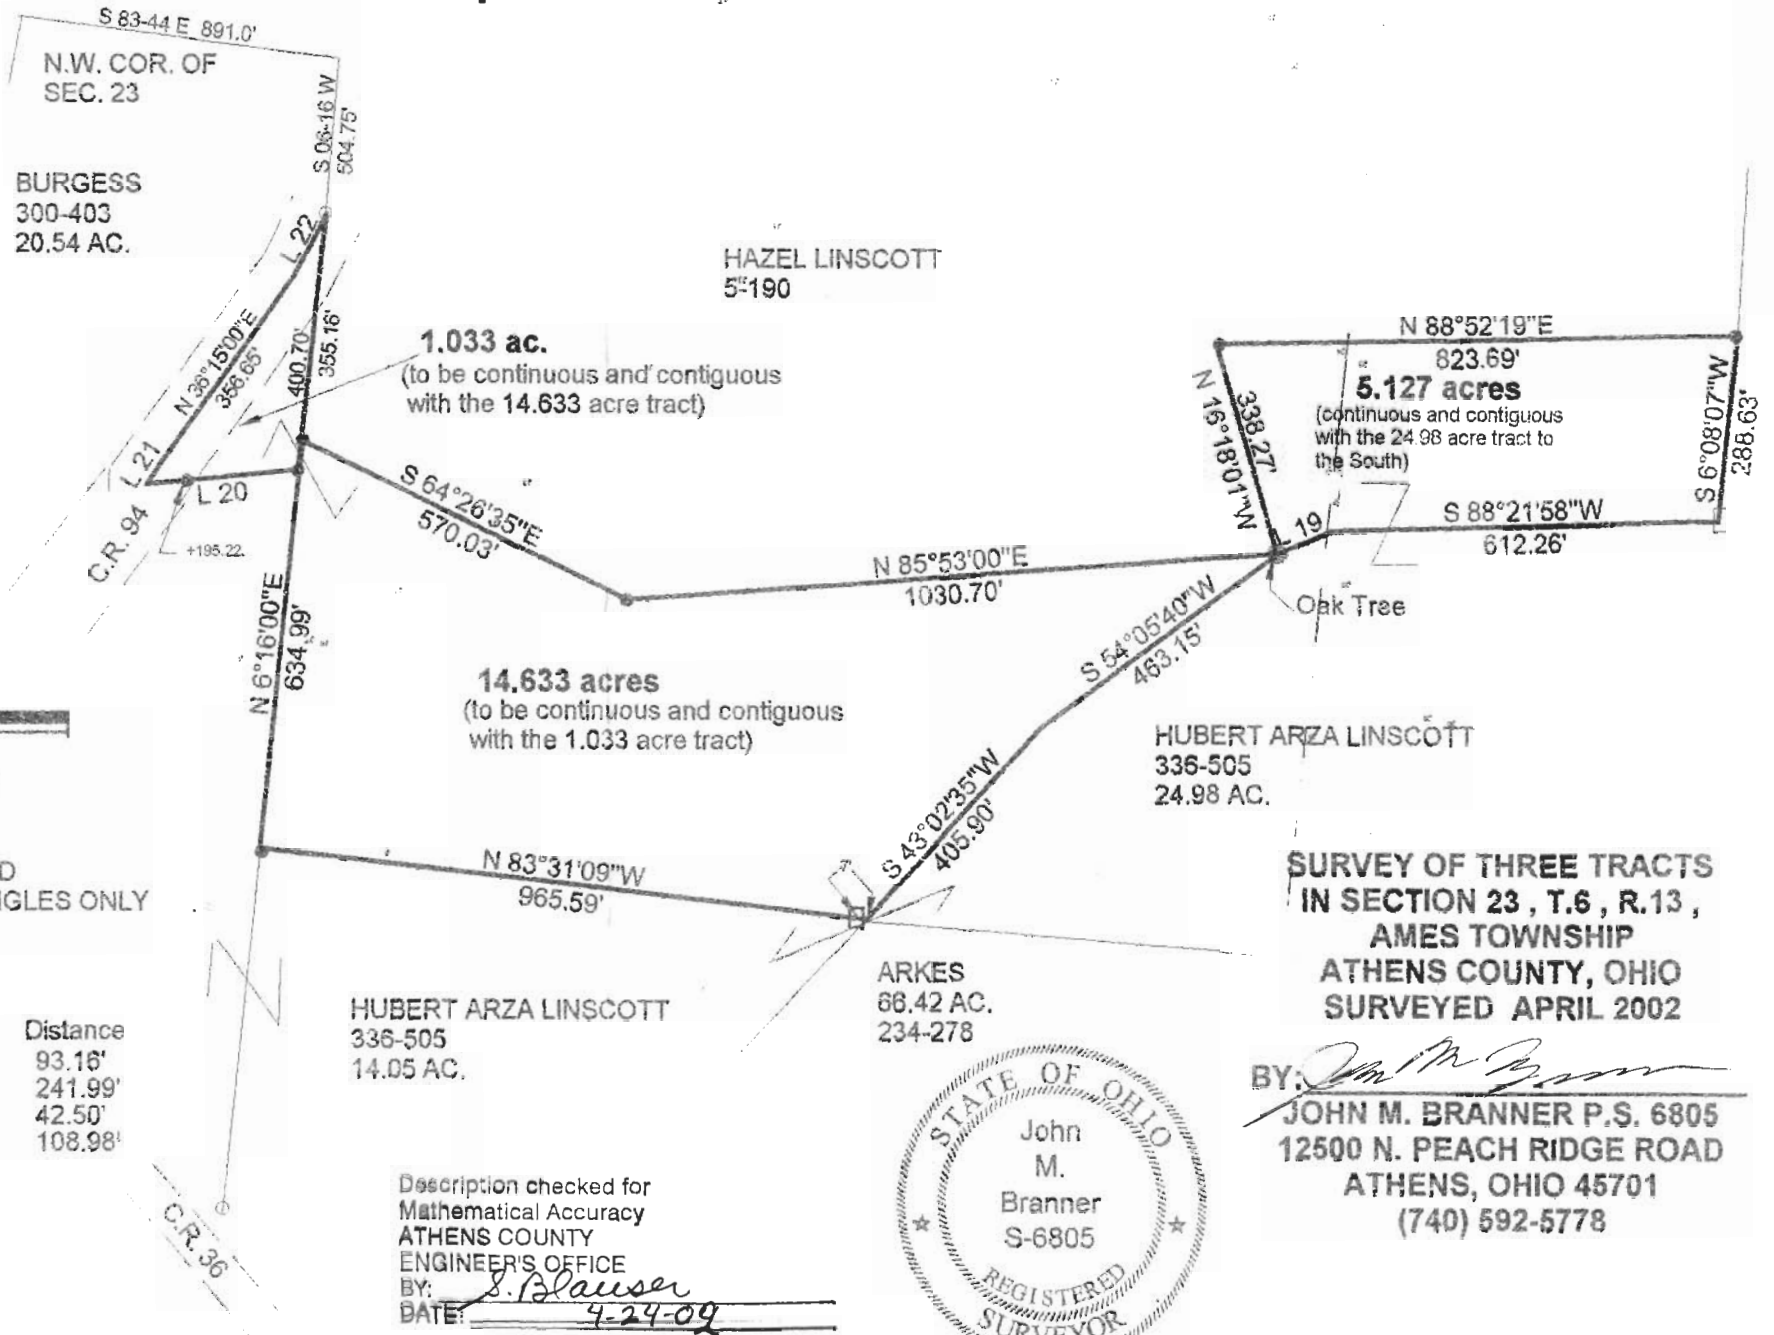 S 83-44 E 891.0'
N.W. COR. OF
SEC. 23
S 06-16 W
504.75'
BURGESS
300-403
20.54 AC.
L 22
HAZEL LINSCOTT
5-190
N 36°15'00"E
356.65'
400.70'
355.16'
1.033 ac.
(to be continuous and contiguous
with the 14.633 acre tract)
L 21
L 20
C.R. 94
+195.22
S 64°26'35"E
570.03'
N 85°53'00"E
1030.70'
N 88°52'19"E
823.69'
5.127 acres
(continuous and contiguous
with the 24.98 acre tract to
the South)
N 16°18'01"W
338.27'
S 6°08'07"W
288.63'
L 19
S 88°21'58"W
612.26'
Oak Tree
N 6°16'00"E
634.99'
14.633 acres
(to be continuous and contiguous
with the 1.033 acre tract)
S 54°05'40"W
463.15'
S 43°02'35"W
405.90'
HUBERT ARZA LINSCOTT
336-505
24.98 AC.
N 83°31'09"W
965.59'
D
IGLES ONLY
ARKES
66.42 AC.
234-278
HUBERT ARZA LINSCOTT
336-505
14.05 AC.
Distance
93.16'
241.99'
42.50'
108.98'
C.R. 36
SURVEY OF THREE TRACTS
IN SECTION 23 , T.6 , R.13 ,
AMES TOWNSHIP
ATHENS COUNTY, OHIO
SURVEYED APRIL 2002
BY: John M Branner
JOHN M. BRANNER P.S. 6805
12500 N. PEACH RIDGE ROAD
ATHENS, OHIO 45701
(740) 592-5778
STATE OF OHIO
John
M.
Branner
S-6805
REGISTERED
SURVEYOR
Description checked for
Mathematical Accuracy
ATHENS COUNTY
ENGINEER'S OFFICE
BY: S. Blauser
DATE: 4-24-02